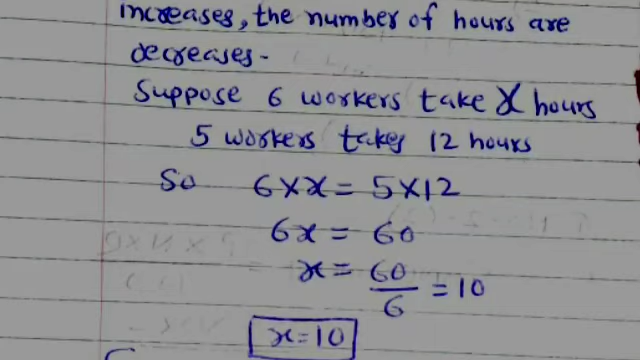 increases, the number of hours are
decreases -
Suppose 6 workers take x hours
5 workers takes 12 hours
So 6 × x = 5 × 12
6x = 60
x = 60/6 = 10
x = 10